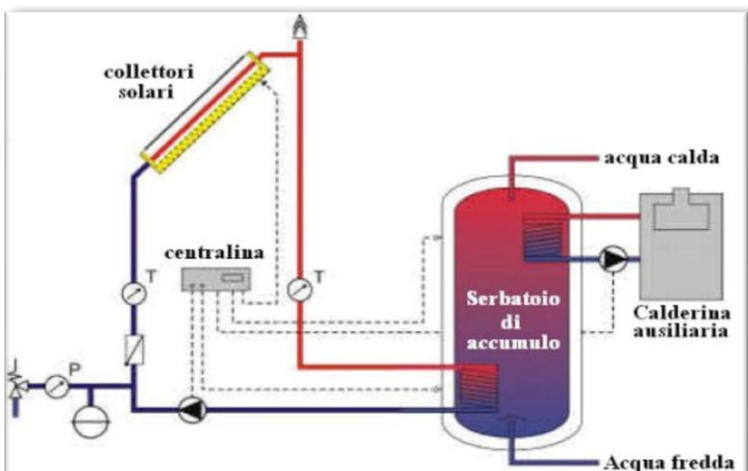 collettori
solari
acqua calda
centralina
T
T
Serbatoio
di
accumulo
Calderina
ausiliaria
P
Acqua fredda